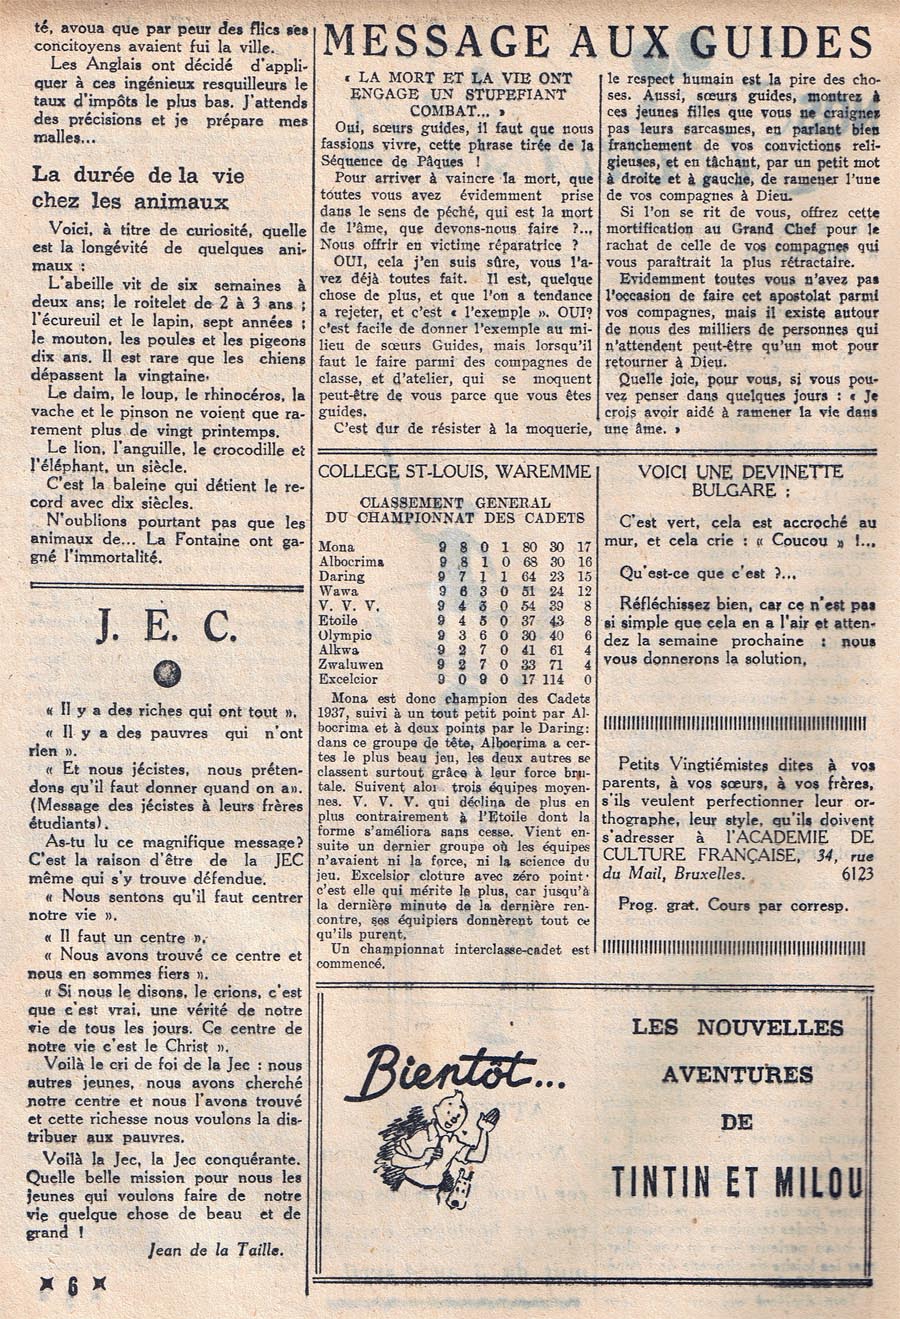 té, avoua que par peur des flics ses
concitoyens avaient fui la ville.
Les Anglais ont décidé d'appli-
quer à ces ingénieux resquilleurs le
taux d'impôts le plus bas. J'attends
des précisions et je prépare mes
malles...
La durée de la vie
chez les animaux
Voici, à titre de curiosité, quelle
est la longévité de quelques ani-
maux :
L'abeille vit de six semaines à
deux ans; le roitelet de 2 à 3 ans ;
l'écureuil et le lapin, sept années ;
le mouton, les poules et les pigeons
dix ans. Il est rare que les chiens
dépassent la vingtaine.
Le daim, le loup, le rhinocéros, la
vache et le pinson ne voient que ra-
rement plus de vingt printemps.
Le lion, l'anguille, le crocodille et
l'éléphant, un siècle.
C'est la baleine qui détient le re-
cord avec dix siècles.
N'oublions pourtant pas que les
animaux de... La Fontaine ont ga-
gné l'immortalité.
J. E. C.
« Il y a des riches qui ont tout ».
« Il y a des pauvres qui n'ont
rien ».
« Et nous jécistes, nous préten-
dons qu'il faut donner quand on a».
(Message des jécistes à leurs frères
étudiants).
As-tu lu ce magnifique message?
C'est la raison d'être de la JEC
même qui s'y trouve défendue.
« Nous sentons qu'il faut centrer
notre vie ».
« Il faut un centre ».
« Nous avons trouvé ce centre et
nous en sommes fiers ».
« Si nous le disons, le crions, c'est
que c'est vrai, une vérité de notre
vie de tous les jours. Ce centre de
notre vie c'est le Christ ».
Voilà le cri de foi de la Jec : nous
autres jeunes, nous avons cherché
notre centre et nous l'avons trouvé
et cette richesse nous voulons la dis-
tribuer aux pauvres.
Voilà la Jec, la Jec conquérante.
Quelle belle mission pour nous les
jeunes qui voulons faire de notre
vie quelque chose de beau et de
grand !
Jean de la Taille.
6
MESSAGE AUX GUIDES
« LA MORT ET LA VIE ONT
ENGAGE UN STUPEFIANT
COMBAT... »
Oui, sœurs guides, il faut que nous
fassions vivre, cette phrase tirée de la
Séquence de Pâques !
Pour arriver à vaincre la mort, que
toutes vous avez évidemment prise
dans le sens de péché, qui est la mort
de l'âme, que devons-nous faire ?...
Nous offrir en victime réparatrice ?
OUI, cela j'en suis sûre, vous l'a-
vez déjà toutes fait. Il est, quelque
chose de plus, et que l'on a tendance
a rejeter, et c'est « l'exemple ». OUI?
c'est facile de donner l'exemple au mi-
lieu de sœurs Guides, mais lorsqu'il
faut le faire parmi des compagnes de
classe, et d'atelier, qui se moquent
peut-être de vous parce que vous êtes
guides.
C'est dur de résister à la moquerie,
le respect humain est la pire des cho-
ses. Aussi, sœurs guides, montrez à
ces jeunes filles que vous ne craignez
pas leurs sarcasmes, en parlant bien
franchement de vos convictions reli-
gieuses, et en tâchant, par un petit mot
à droite et à gauche, de ramener l'une
de vos compagnes à Dieu.
Si l'on se rit de vous, offrez cette
mortification au Grand Chef pour le
rachat de celle de vos compagnes qui
vous paraîtrait la plus rétractaire.
Evidemment toutes vous n'avez pas
l'occasion de faire cet apostolat parmi
vos compagnes, mais il existe autour
de nous des milliers de personnes qui
n'attendent peut-être qu'un mot pour
retourner à Dieu.
Quelle joie, pour vous, si vous pou-
vez penser dans quelques jours : « Je
crois avoir aidé à ramener la vie dans
une âme. »
COLLEGE ST-LOUIS, WAREMME
CLASSEMENT GENERAL
DU CHAMPIONNAT DES CADETS
Mona 9 8 0 1 80 30 17
Albocrima 9 8 1 0 68 30 16
Daring 9 7 1 1 64 23 15
Wawa 9 6 3 0 51 24 12
V. V. V. 9 4 5 0 54 39 8
Etoile 9 4 5 0 37 43 8
Olympic 9 3 6 0 30 40 6
Alkwa 9 2 7 0 41 61 4
Zwaluwen 9 2 7 0 33 71 4
Excelcior 9 0 9 0 17 114 0
Mona est donc champion des Cadets
1937, suivi à un tout petit point par Al-
bocrima et à deux points par le Daring:
dans ce groupe de tête, Albocrima a cer-
tes le plus beau jeu, les deux autres se
classent surtout grâce à leur force bru-
tale. Suivent aloi trois équipes moyen-
nes. V. V. V. qui déclina de plus en
plus contrairement à l'Etoile dont la
forme s'améliora sans cesse. Vient en-
suite un dernier groupe où les équipes
n'avaient ni la force, ni la science du
jeu. Excelsior cloture avec zéro point.
c'est elle qui mérite le plus, car jusqu'à
la dernière minute de la dernière ren-
contre, ses équipiers donnèrent tout ce
qu'ils purent.
Un championnat interclasse-cadet est
commencé.
VOICI UNE DEVINETTE
BULGARE :
C'est vert, cela est accroché au
mur, et cela crie : « Coucou » !...
Qu'est-ce que c'est ?...
Réfléchissez bien, car ce n'est pas
si simple que cela en a l'air et atten-
dez la semaine prochaine : nous
vous donnerons la solution,
Petits Vingtiémistes dites à vos
parents, à vos sœurs, à vos frères,
s'ils veulent perfectionner leur or-
thographe, leur style, qu'ils doivent
s'adresser à l'ACADEMIE DE
CULTURE FRANÇAISE, 34, rue
du Mail, Bruxelles. 6123
Prog. grat. Cours par corresp.
Bientôt...
LES NOUVELLES
AVENTURES
DE
TINTIN ET MILOU